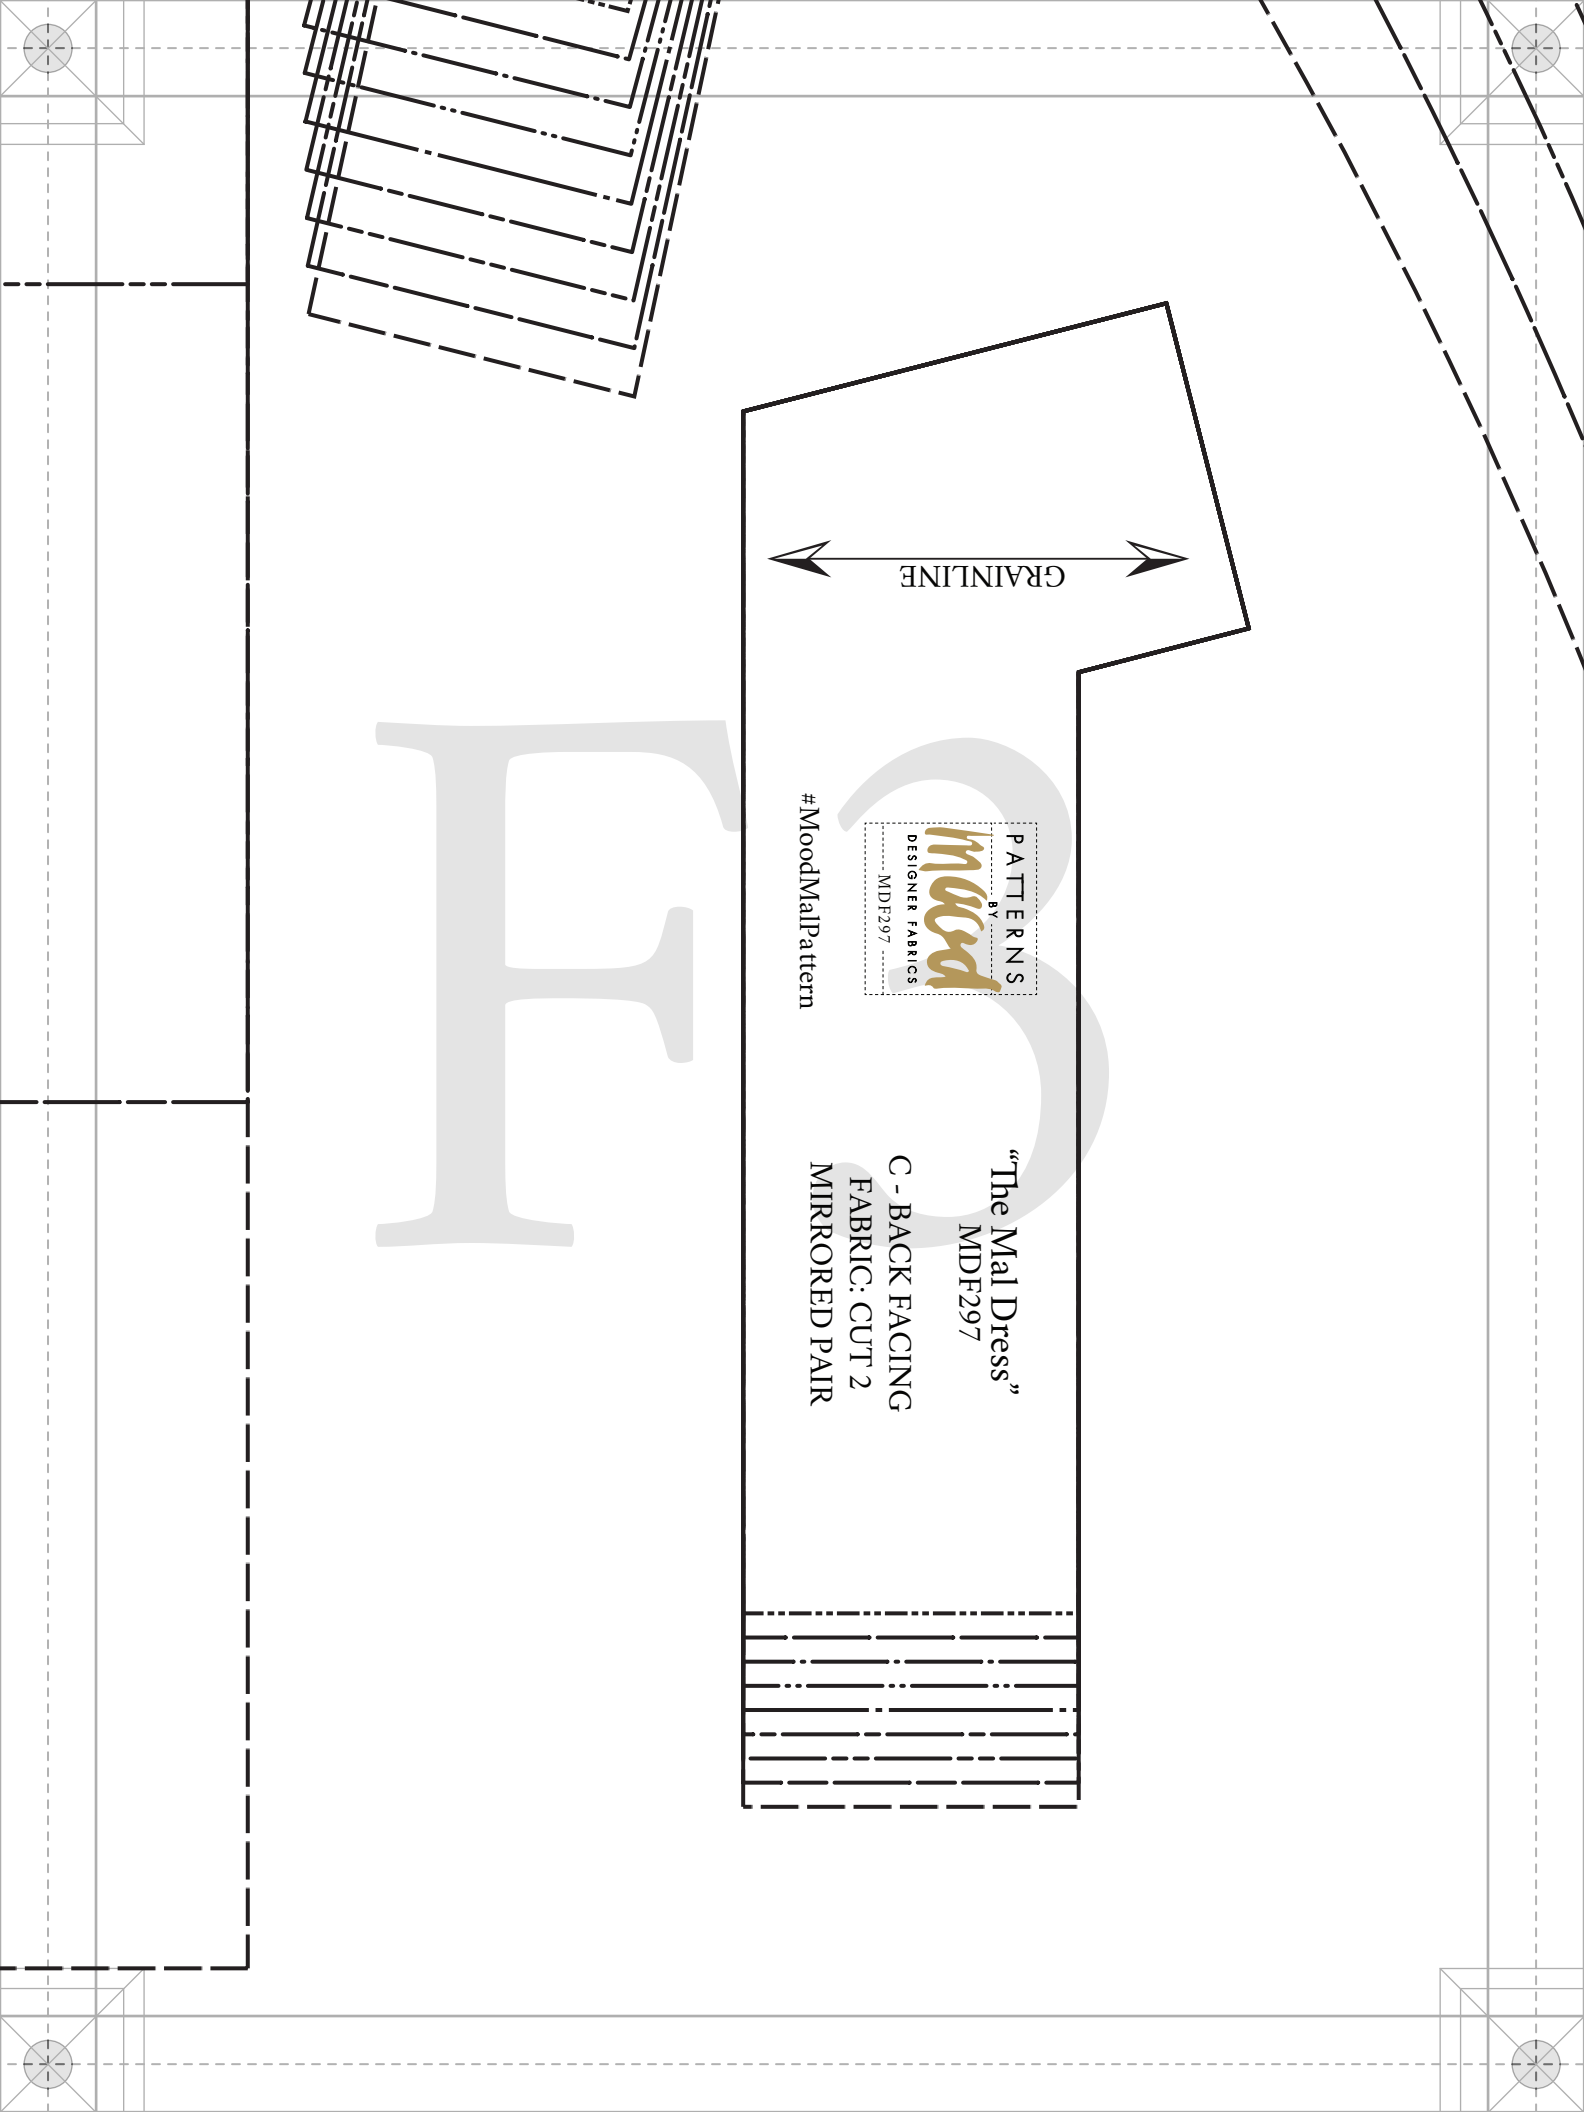 GRAINLINE
F3
PATTERNS
BY
mood
DESIGNER FABRICS
MDF297
#MoodMalPattern
“The Mal Dress”
MDF297
C - BACK FACING
FABRIC: CUT 2
MIRRORED PAIR